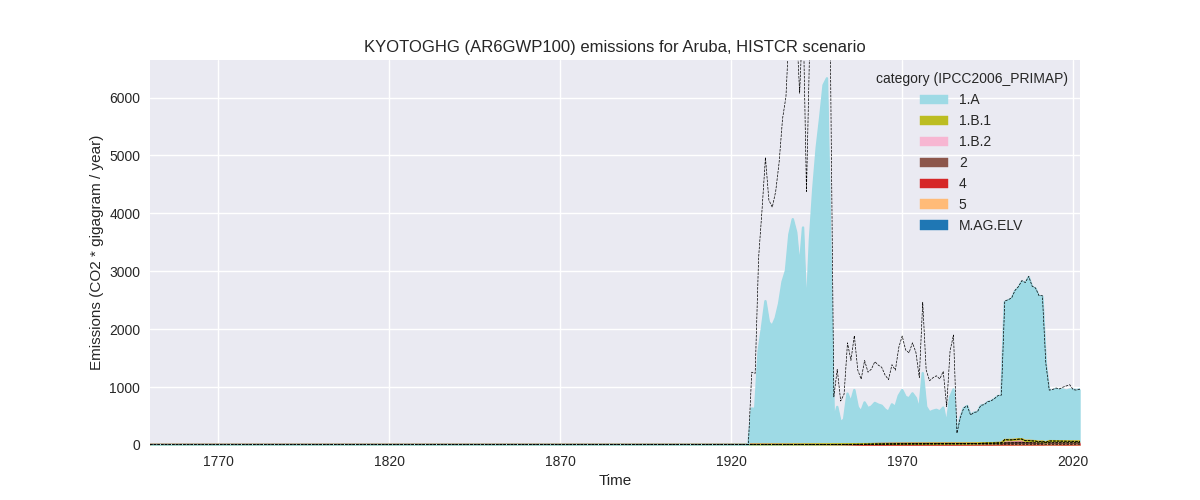 KYOTOGHG (AR6GWP100) emissions for Aruba, HISTCR scenario
category (IPCC2006_PRIMAP)
1.A
1.B.1
1.B.2
2
4
5
M.AG.ELV
Emissions (CO2 * gigagram / year)
6000
5000
4000
3000
2000
1000
0
1770
1820
1870
1920
1970
2020
Time